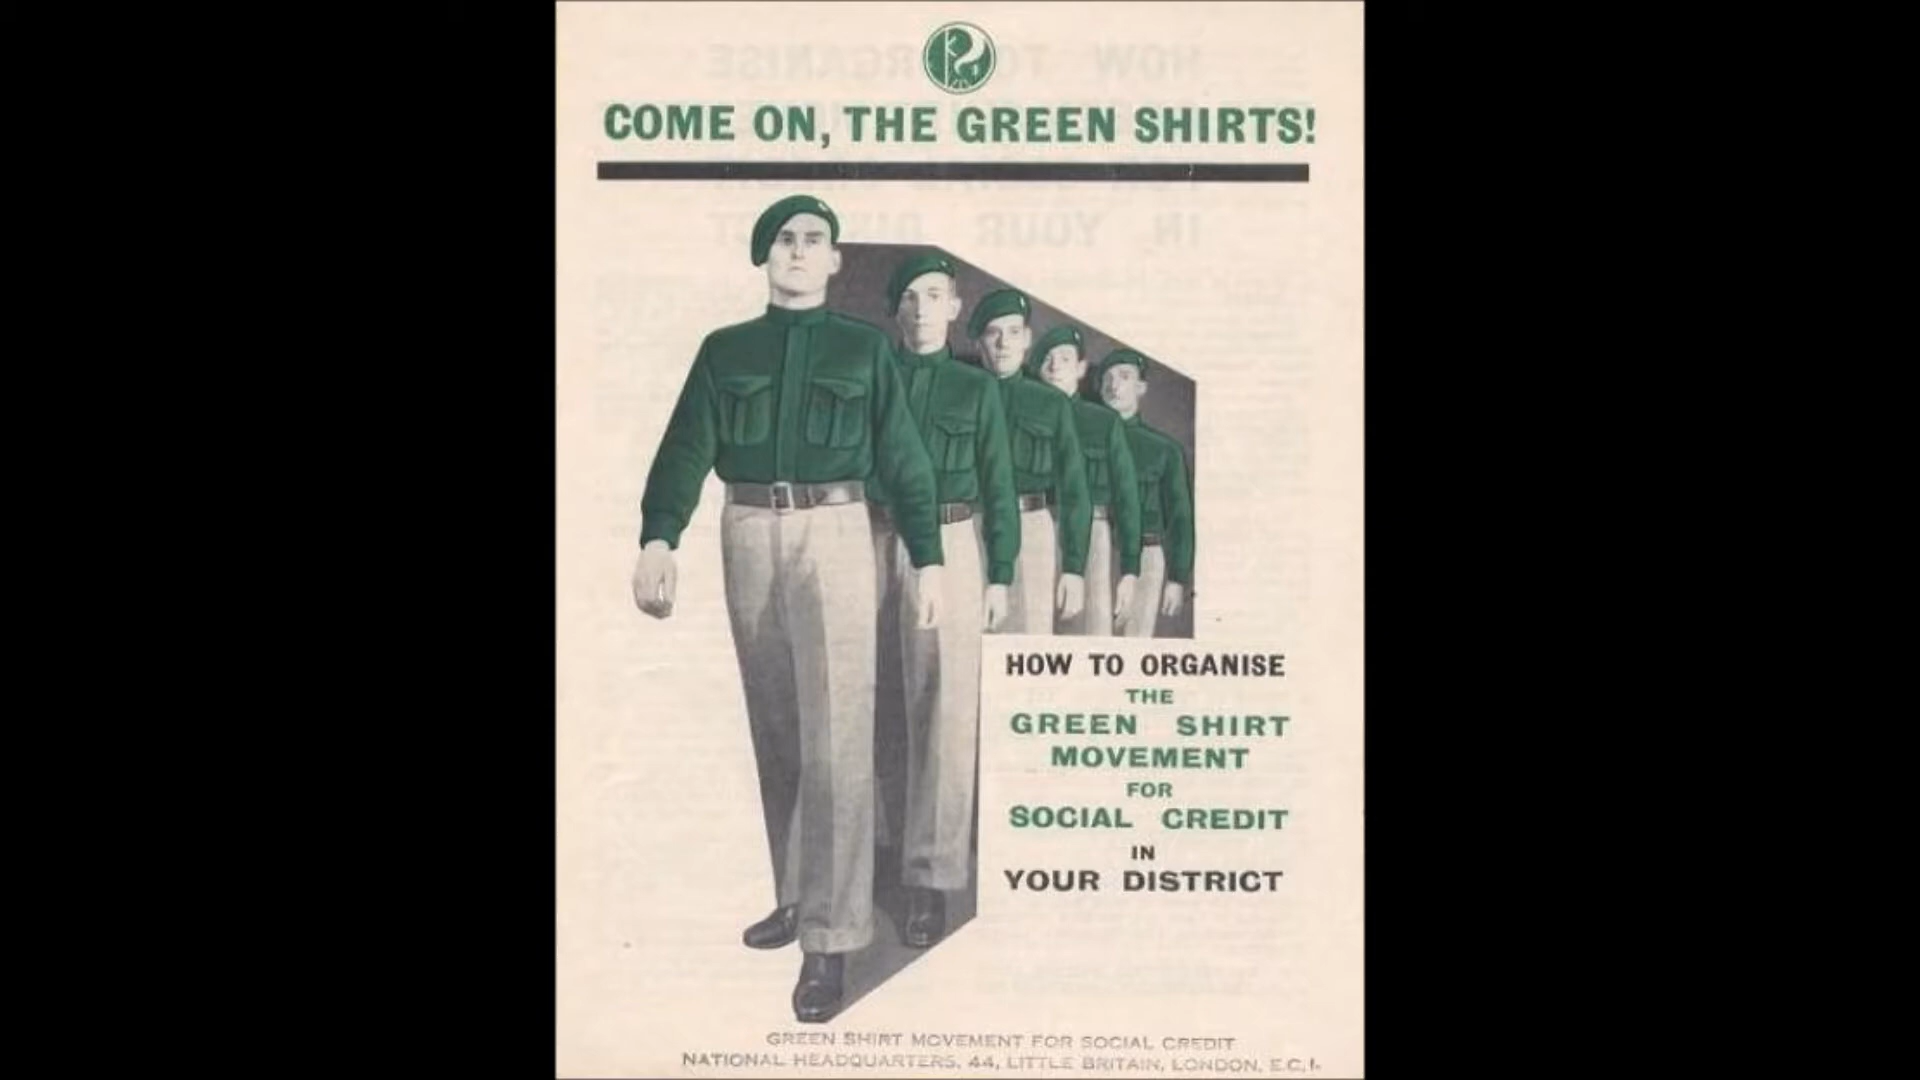 COME ON, THE GREEN SHIRTS!
HOW TO ORGANISE
THE
GREEN SHIRT
MOVEMENT
FOR
SOCIAL CREDIT
IN
YOUR DISTRICT
GREEN SHIRT MOVEMENT FOR SOCIAL CREDIT
NATIONAL HEADQUARTERS, 44, LITTLE BRITAIN, LONDON, E.C.1.